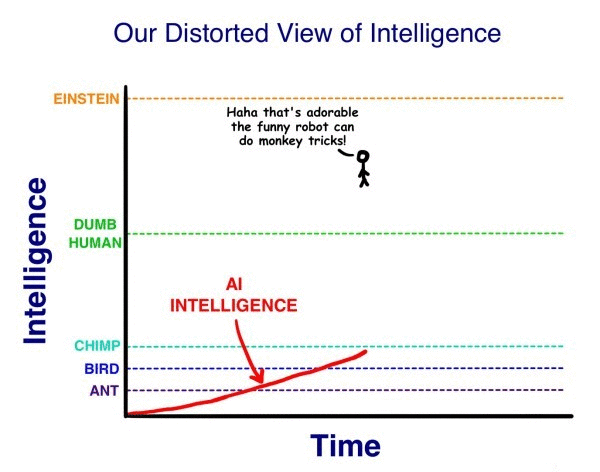 Our Distorted View of Intelligence
EINSTEIN
Haha that's adorable
the funny robot can
do monkey tricks!
DUMB
HUMAN
Intelligence
AI
INTELLIGENCE
CHIMP
BIRD
ANT
Time